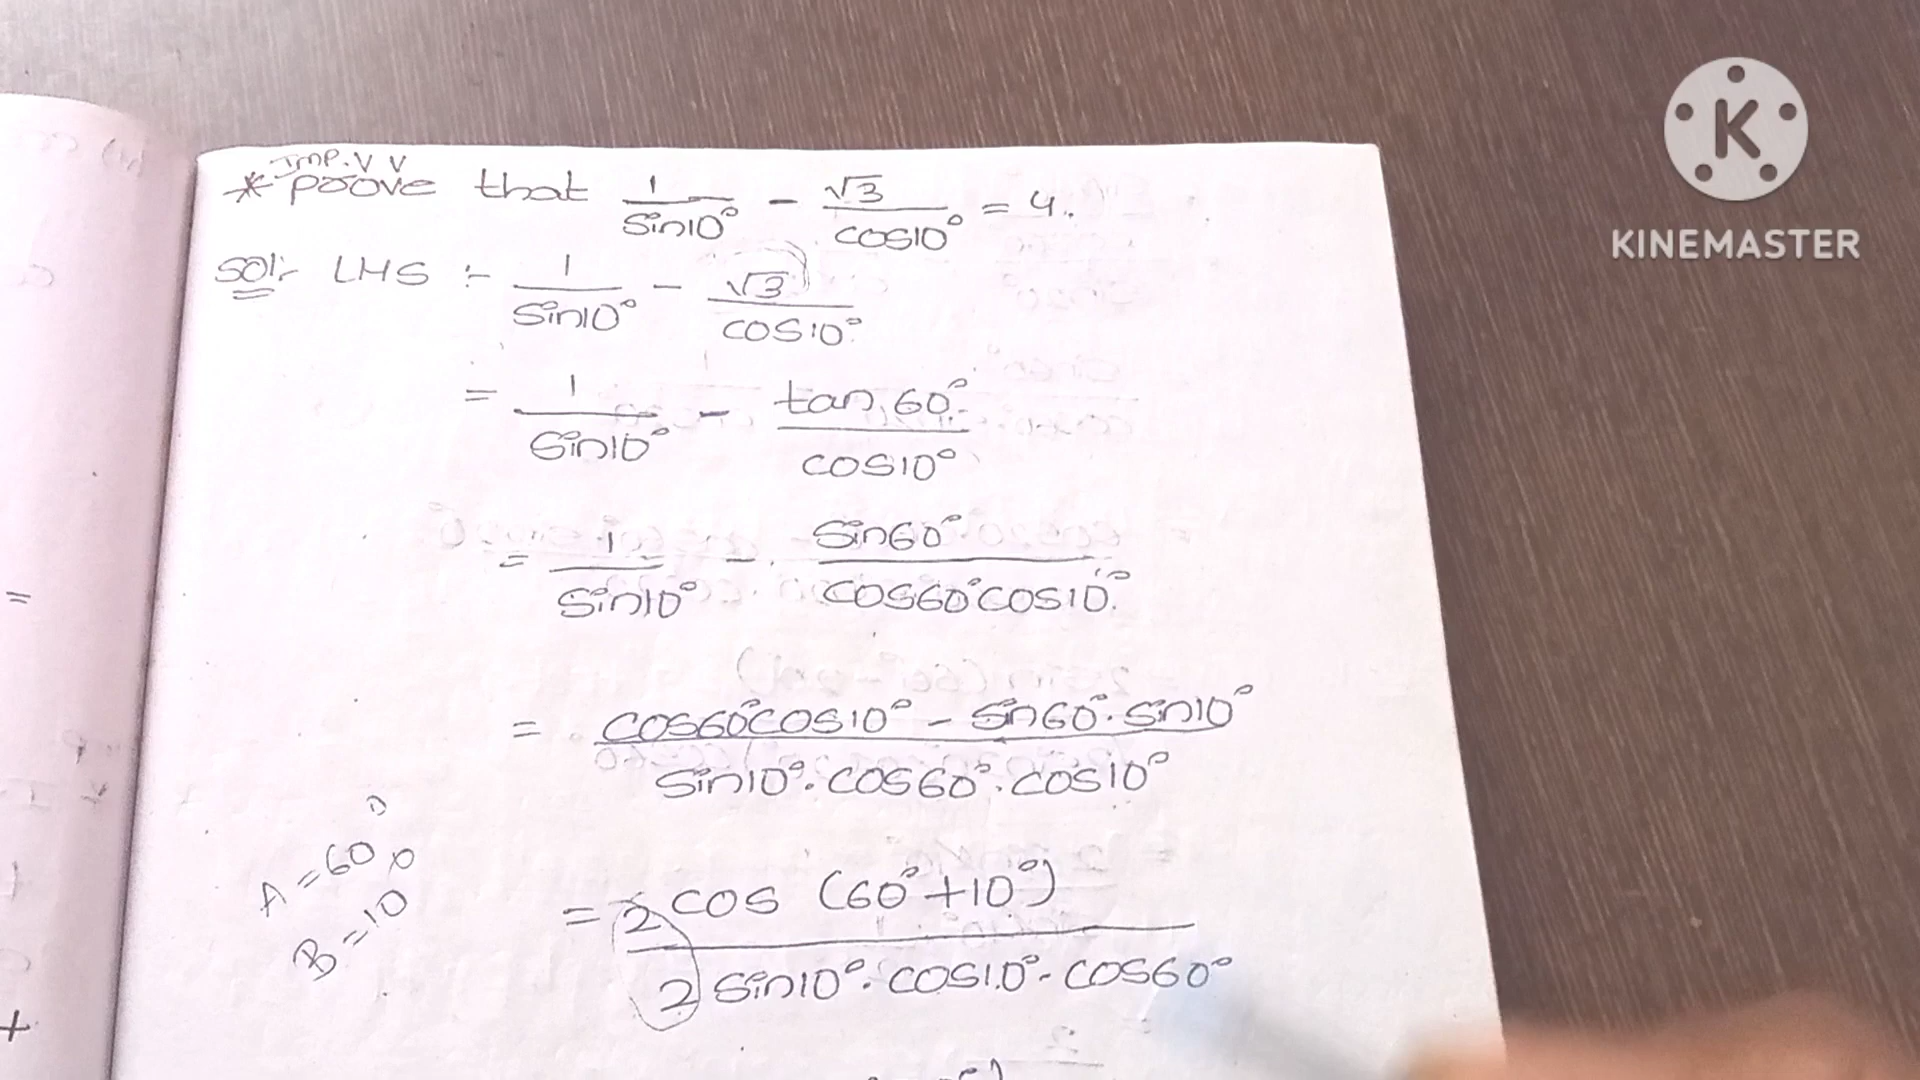 Imp. V V
* prove that 1/sin10° - √3/cos10° = 4.
Sol:- LHS :- 1/sin10° - √3/cos10°
= 1/sin10° - tan60°/cos10°
= 1/sin10° - sin60°/cos60°cos10°
= cos60°cos10° - sin60°.sin10° / sin10°.cos60°.cos10°
A=60°
B=10°
= 2 cos (60°+10°) / 2 sin10°.cos10°.cos60°
KINEMASTER